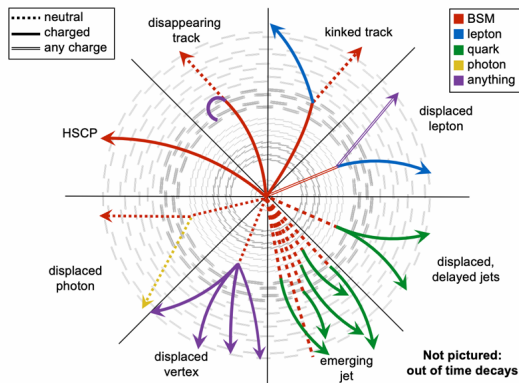 neutral
charged
any charge
disappearing
track
kinked track
BSM
lepton
quark
photon
anything
displaced
lepton
HSCP
displaced
photon
displaced,
delayed jets
displaced
vertex
emerging
jet
Not pictured:
out of time decays